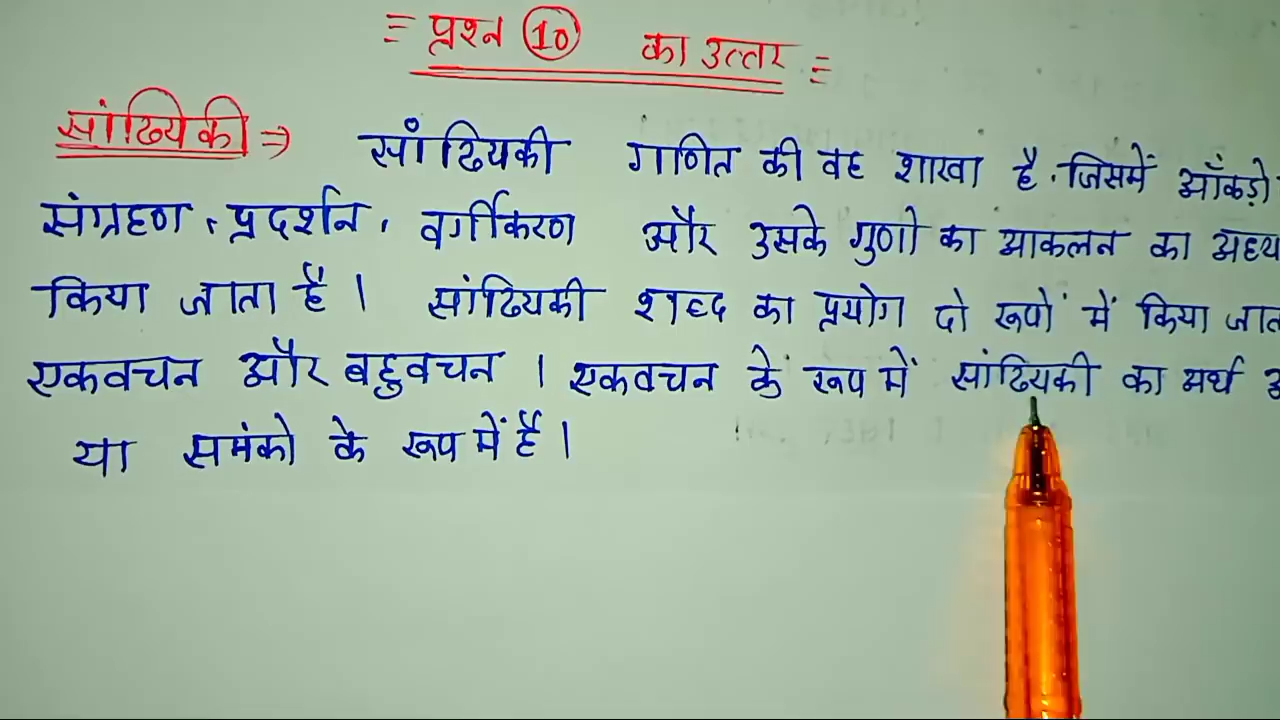 = प्रश्न 10 का उत्तर =
सांख्यिकी ⇒ सांख्यिकी गणित की वह शाखा है, जिसमें आँकड़ो
संग्रहण, प्रदर्शन, वर्गीकरण और उसके गुणो का आकलन का अध्य
किया जाता है । सांख्यिकी शब्द का प्रयोग दो रूपों में किया जात
एकवचन और बहुवचन । एकवचन के रूप में सांख्यिकी का अर्थ
या समंको के रूप में है ।